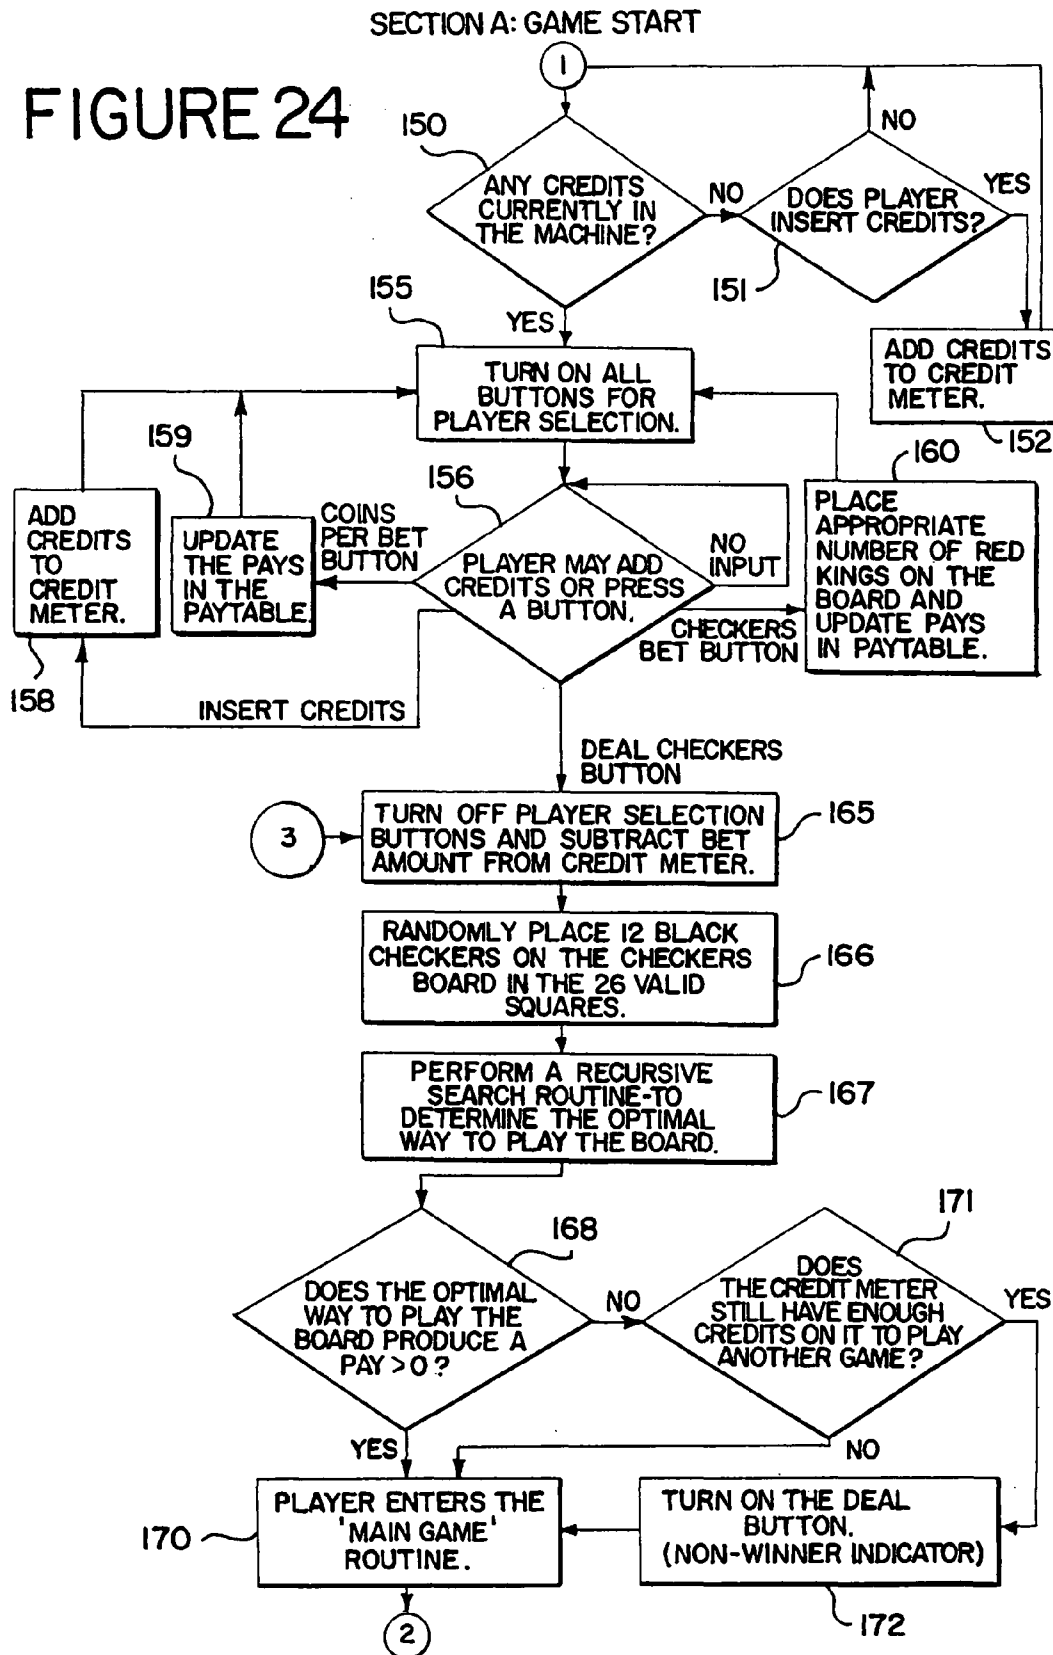 SECTION A: GAME START
FIGURE 24
1
150
ANY CREDITS
CURRENTLY IN
THE MACHINE?
NO
DOES PLAYER
INSERT CREDITS?
NO
YES
151
155
YES
TURN ON ALL
BUTTONS FOR
PLAYER SELECTION.
ADD CREDITS
TO CREDIT
METER.
152
159
156
160
ADD
CREDITS
TO
CREDIT
METER.
158
UPDATE
THE PAYS
IN THE
PAYTABLE.
COINS
PER BET
BUTTON
PLAYER MAY ADD
CREDITS OR PRESS
A BUTTON.
NO
INPUT
CHECKERS
BET BUTTON
PLACE
APPROPRIATE
NUMBER OF RED
KINGS ON THE
BOARD AND
UPDATE PAYS
IN PAYTABLE.
INSERT CREDITS
DEAL CHECKERS
BUTTON
3
TURN OFF PLAYER SELECTION
BUTTONS AND SUBTRACT BET
AMOUNT FROM CREDIT METER.
165
RANDOMLY PLACE 12 BLACK
CHECKERS ON THE CHECKERS
BOARD IN THE 26 VALID
SQUARES.
166
PERFORM A RECURSIVE
SEARCH ROUTINE-TO
DETERMINE THE OPTIMAL
WAY TO PLAY THE BOARD.
167
168
171
DOES THE OPTIMAL
WAY TO PLAY THE
BOARD PRODUCE A
PAY > 0?
NO
DOES
THE CREDIT METER
STILL HAVE ENOUGH
CREDITS ON IT TO PLAY
ANOTHER GAME?
YES
YES
NO
170
PLAYER ENTERS THE
'MAIN GAME'
ROUTINE.
TURN ON THE DEAL
BUTTON.
(NON-WINNER INDICATOR)
172
2